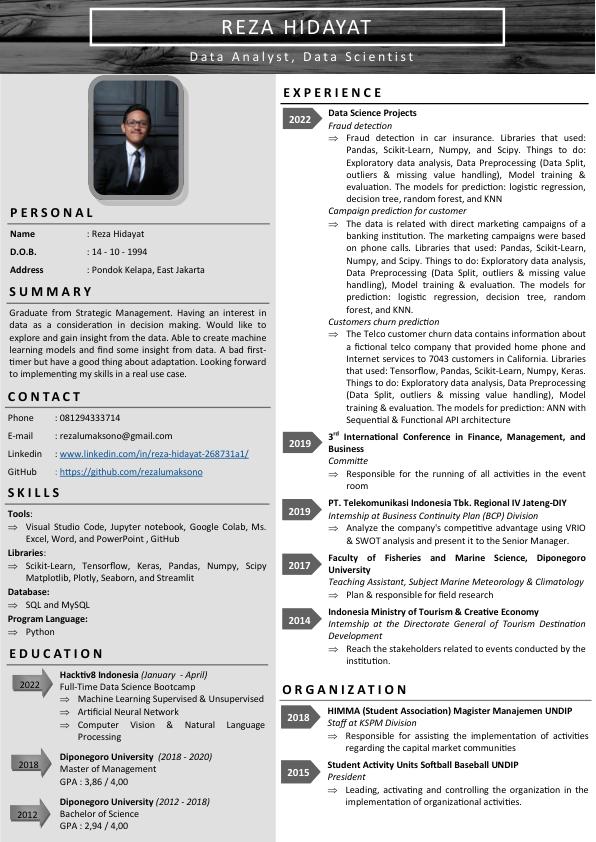 REZA HIDAYAT
Data Analyst, Data Scientist
PERSONAL
Name : Reza Hidayat
D.O.B. : 14 - 10 - 1994
Address : Pondok Kelapa, East Jakarta
SUMMARY
Graduate from Strategic Management. Having an interest in
data as a consideration in decision making. Would like to
explore and gain insight from the data. Able to create machine
learning models and find some insight from data. A bad first-
timer but have a good thing about adaptation. Looking forward
to implementing my skills in a real use case.
CONTACT
Phone : 081294333714
E-mail : rezalumaksono@gmail.com
Linkedin : www.linkedin.com/in/reza-hidayat-268731a1/
GitHub : https://github.com/rezalumaksono
SKILLS
Tools:
⇒ Visual Studio Code, Jupyter notebook, Google Colab, Ms.
Excel, Word, and PowerPoint , GitHub
Libraries:
⇒ Scikit-Learn, Tensorflow, Keras, Pandas, Numpy, Scipy
Matplotlib, Plotly, Seaborn, and Streamlit
Database:
⇒ SQL and MySQL
Program Language:
⇒ Python
EDUCATION
2022
Hacktiv8 Indonesia (January - April)
Full-Time Data Science Bootcamp
⇒ Machine Learning Supervised & Unsupervised
⇒ Artificial Neural Network
⇒ Computer Vision & Natural Language
Processing
2018
Diponegoro University (2018 - 2020)
Master of Management
GPA : 3,86 / 4,00
2012
Diponegoro University (2012 - 2018)
Bachelor of Science
GPA : 2,94 / 4,00
EXPERIENCE
2022
Data Science Projects
Fraud detection
⇒ Fraud detection in car insurance. Libraries that used:
Pandas, Scikit-Learn, Numpy, and Scipy. Things to do:
Exploratory data analysis, Data Preprocessing (Data Split,
outliers & missing value handling), Model training &
evaluation. The models for prediction: logistic regression,
decision tree, random forest, and KNN
Campaign prediction for customer
⇒ The data is related with direct marketing campaigns of a
banking institution. The marketing campaigns were based
on phone calls. Libraries that used: Pandas, Scikit-Learn,
Numpy, and Scipy. Things to do: Exploratory data analysis,
Data Preprocessing (Data Split, outliers & missing value
handling), Model training & evaluation. The models for
prediction: logistic regression, decision tree, random
forest, and KNN.
Customers churn prediction
⇒ The Telco customer churn data contains information about
a fictional telco company that provided home phone and
Internet services to 7043 customers in California. Libraries
that used: Tensorflow, Pandas, Scikit-Learn, Numpy, Keras.
Things to do: Exploratory data analysis, Data Preprocessing
(Data Split, outliers & missing value handling), Model
training & evaluation. The models for prediction: ANN with
Sequential & Functional API architecture
2019
3rd International Conference in Finance, Management, and
Business
Committe
⇒ Responsible for the running of all activities in the event
room
2019
PT. Telekomunikasi Indonesia Tbk. Regional IV Jateng-DIY
Internship at Business Continuity Plan (BCP) Division
⇒ Analyze the company's competitive advantage using VRIO
& SWOT analysis and present it to the Senior Manager.
2017
Faculty of Fisheries and Marine Science, Diponegoro
University
Teaching Assistant, Subject Marine Meteorology & Climatology
⇒ Plan & responsible for field research
2014
Indonesia Ministry of Tourism & Creative Economy
Internship at the Directorate General of Tourism Destination
Development
⇒ Reach the stakeholders related to events conducted by the
institution.
ORGANIZATION
2018
HIMMA (Student Association) Magister Manajemen UNDIP
Staff at KSPM Division
⇒ Responsible for assisting the implementation of activities
regarding the capital market communities
2015
Student Activity Units Softball Baseball UNDIP
President
⇒ Leading, activating and controlling the organization in the
implementation of organizational activities.